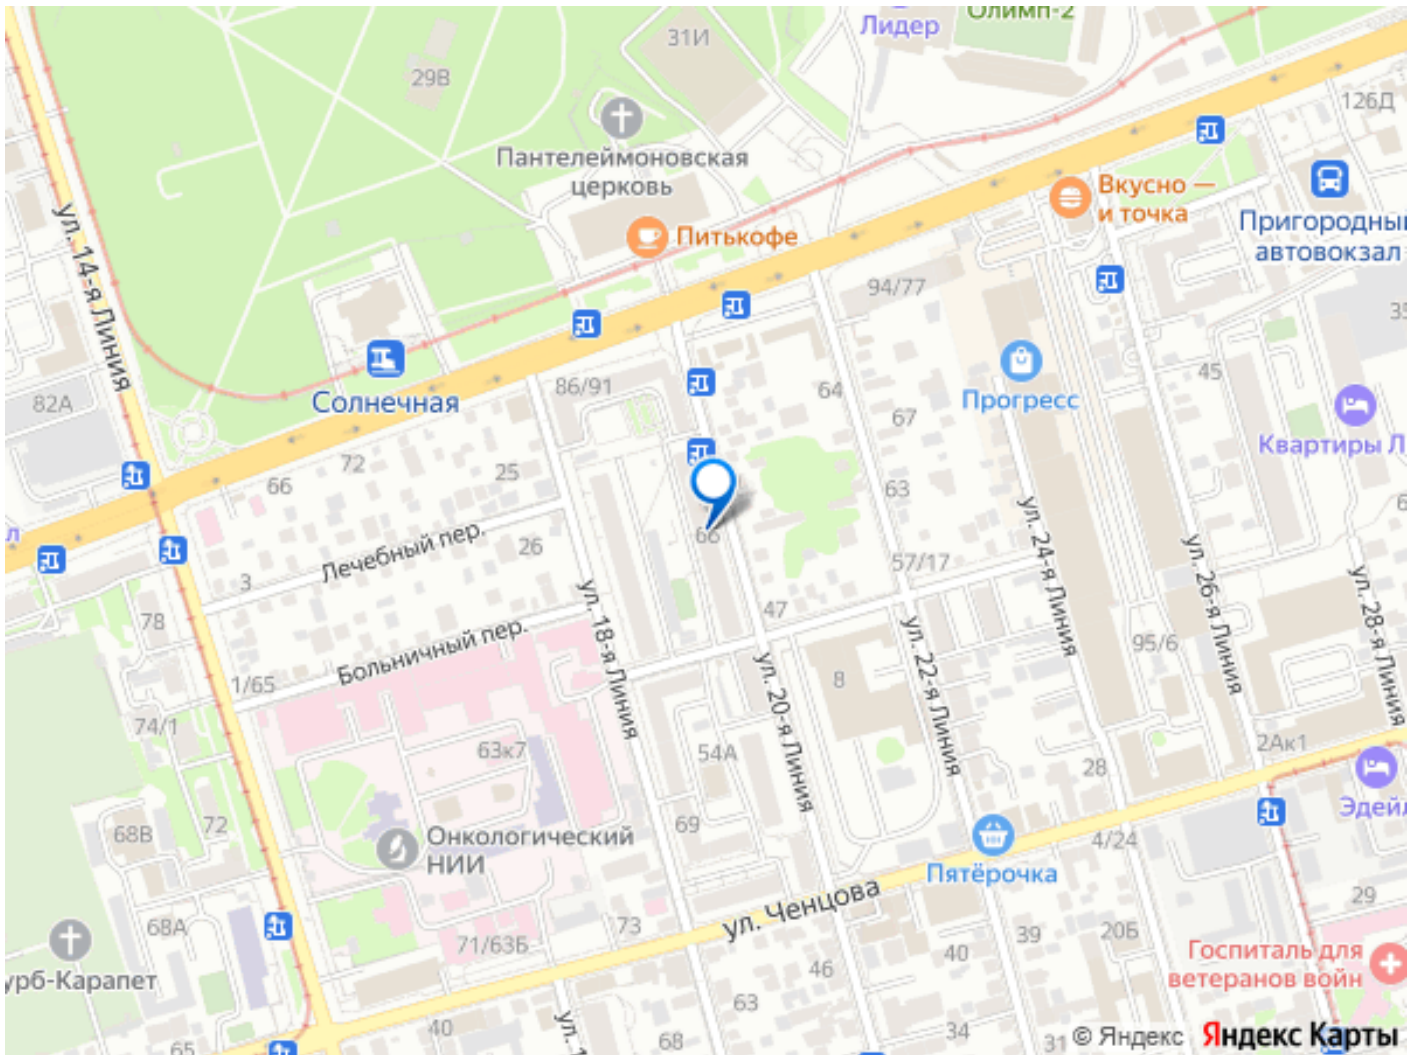 Олимп-2
Лидер
31И
29В
126Д
Пантелеймоновская
церковь
Вкусно —
и точка
Питькофе
Пригородный
автовокзал
ул. 14-я Линия
94/77
45
86/91
64
Солнечная
Прогресс
82А
67
Квартиры Л
72
25
66
63
л
Лечебный пер.
26
66
57/17
3
ул. 24-я Линия
ул. 26-я Линия
ул. 28-я Линия
78
47
Больничный пер.
ул. 18-я Линия
ул. 22-я Линия
95/6
1/65
8
ул. 20-я Линия
74/1
63к7
54А
2Ак1
28
Эдейл
68В
72
69
4/24
Онкологический
НИИ
Пятёрочка
ул. Ченцова
29
68А
73
39
20Б
71/63Б
40
46
Госпиталь для
ветеранов войн
урб-Карапет
63
40
34
68
31
65
ул. 1
© Яндекс
Яндекс Карты